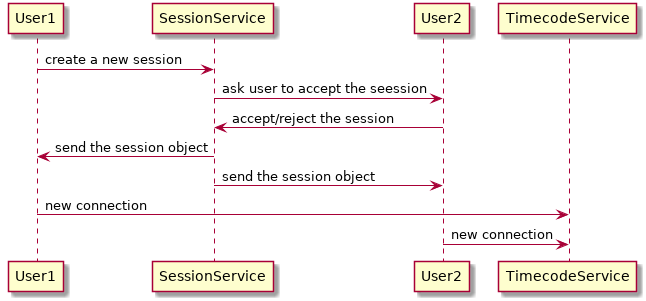 User1 SessionService User2 TimecodeService
create a new session
ask user to accept the seession
accept/reject the session
send the session object
send the session object
new connection
new connection
User1 SessionService User2 TimecodeService